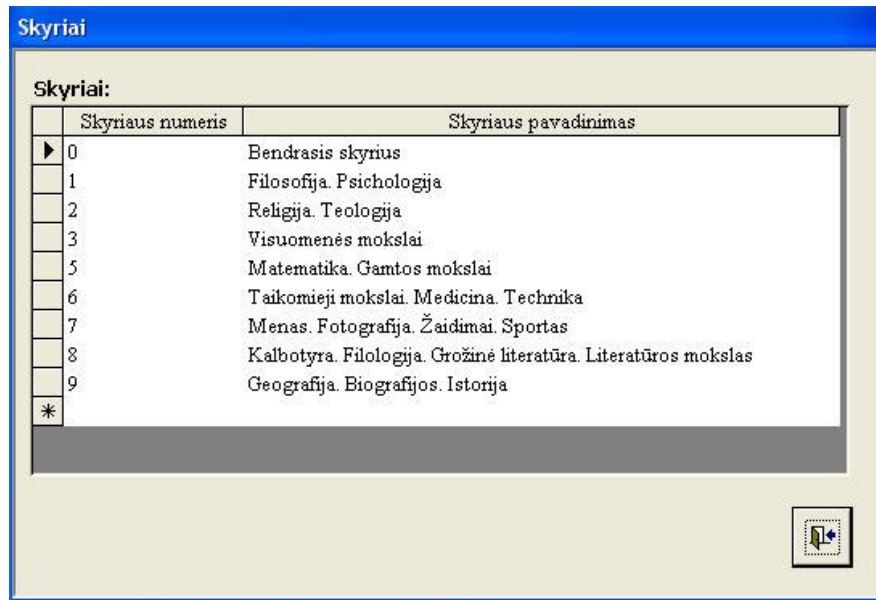 Skyriai
Skyriai:
Skyriaus numeris Skyriaus pavadinimas
0 Bendrasis skyrius
1 Filosofija. Psichologija
2 Religija. Teologija
3 Visuomenės mokslai
5 Matematika. Gamtos mokslai
6 Taikomieji mokslai. Medicina. Technika
7 Menas. Fotografija. Žaidimai. Sportas
8 Kalbotyra. Filologija. Grožinė literatūra. Literatūros mokslas
9 Geografija. Biografijos. Istorija